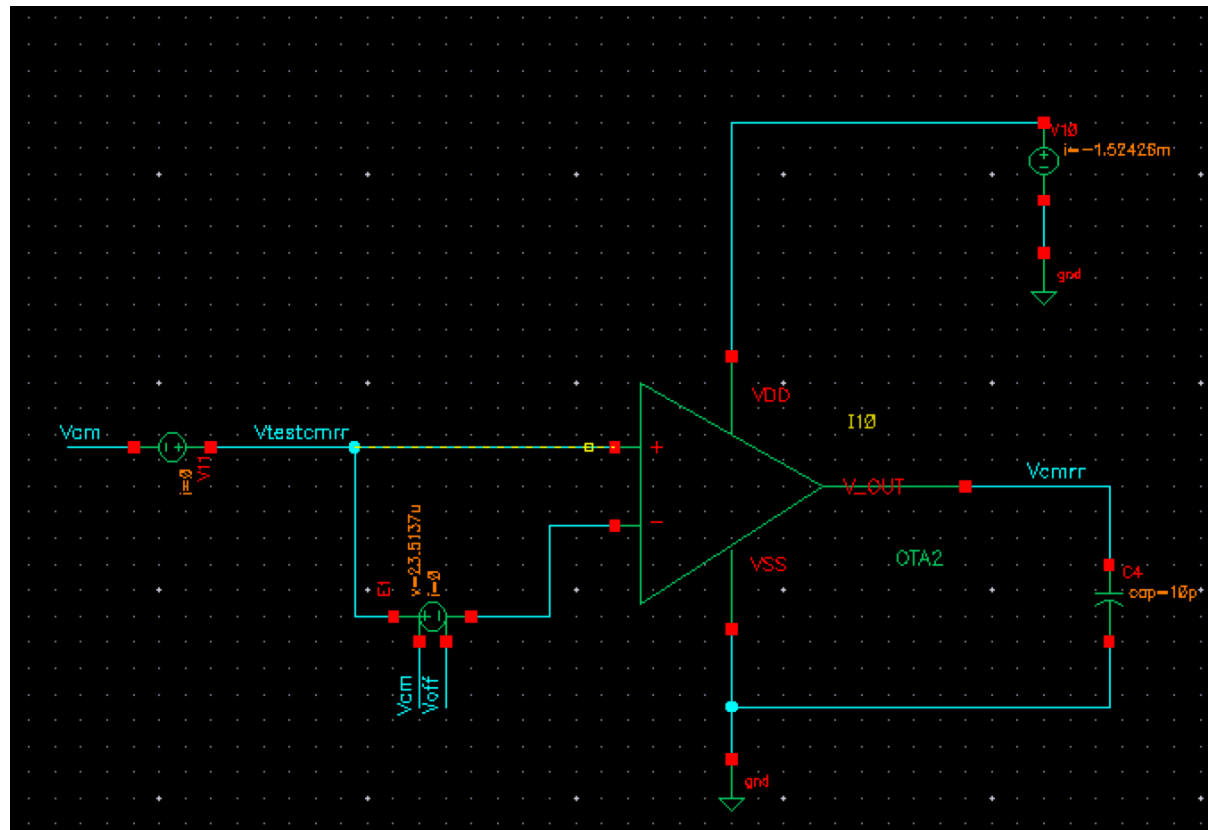 V10
i=-1.52426m
gnd
VDD
I10
Vcm
Vtestcmrr
i=0
V11
+
-
V_OUT
Vcmrr
OTA2
VSS
E1
v=23.5137u
i=0
C4
cap=10p
Vcm
Voff
gnd